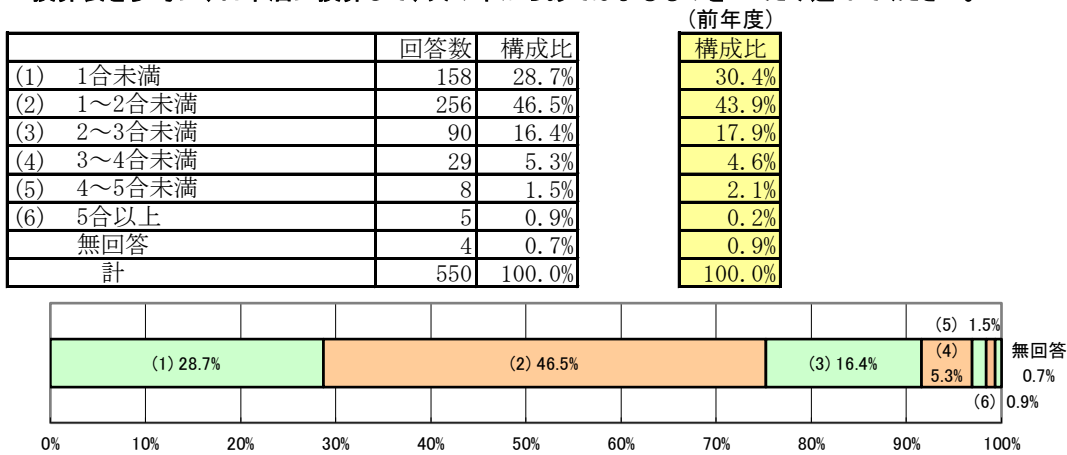 (前年度)
回答数 構成比 構成比
(1) 1合未満 158 28.7% 30.4%
(2) 1～2合未満 256 46.5% 43.9%
(3) 2～3合未満 90 16.4% 17.9%
(4) 3～4合未満 29 5.3% 4.6%
(5) 4～5合未満 8 1.5% 2.1%
(6) 5合以上 5 0.9% 0.2%
無回答 4 0.7% 0.9%
計 550 100.0% 100.0%
(5) 1.5%
(1) 28.7% (2) 46.5% (3) 16.4% (4) 5.3% 無回答 0.7%
(6) 0.9%
0% 10% 20% 30% 40% 50% 60% 70% 80% 90% 100%